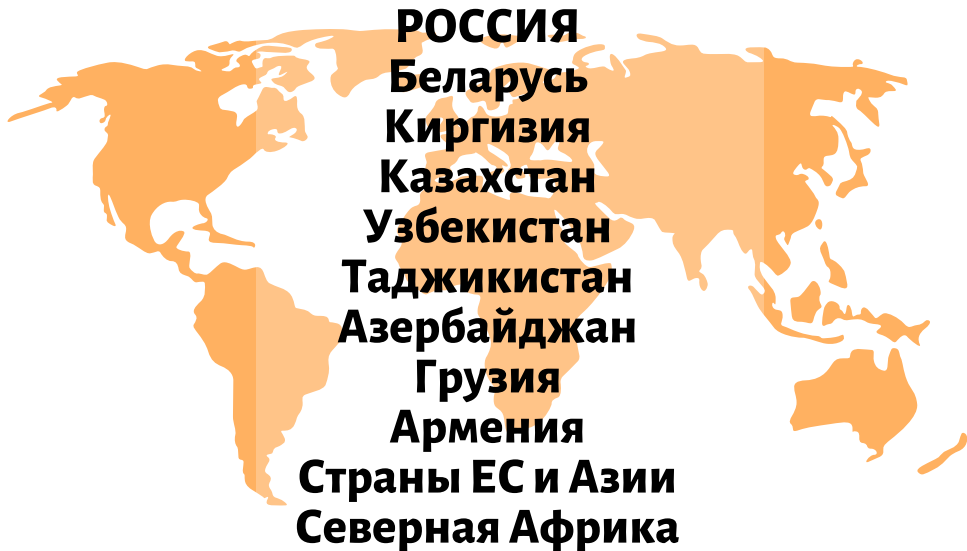 РОССИЯ
Беларусь
Киргизия
Казахстан
Узбекистан
Таджикистан
Азербайджан
Грузия
Армения
Страны ЕС и Азии
Северная Африка